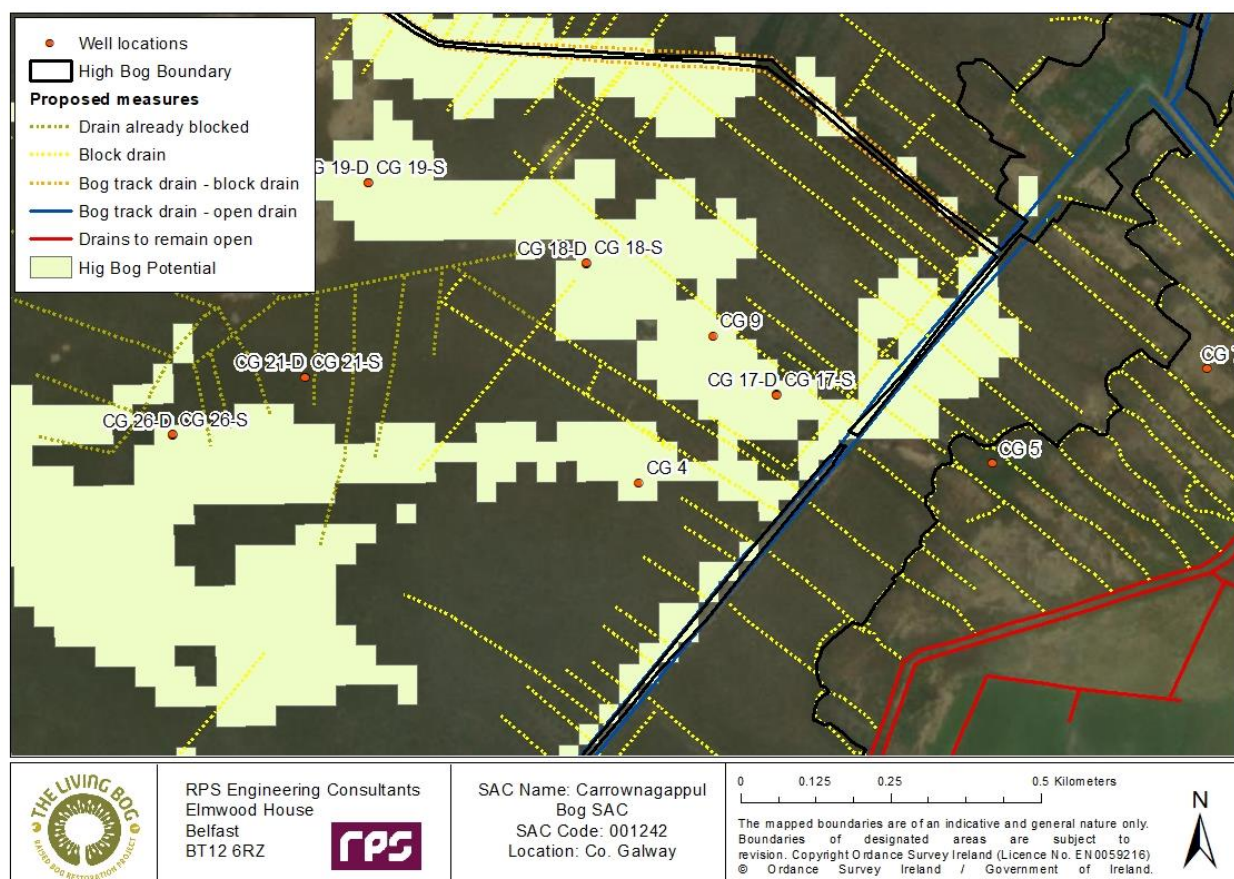 Well locations
High Bog Boundary
Proposed measures
Drain already blocked
Block drain
Bog track drain - block drain
Bog track drain - open drain
Drains to remain open
Hig Bog Potential
19-D CG 19-S
CG 18-D CG 18-S
CG 9
CG 21-D CG 21-S
CG 17-D CG 17-S
CG 26-D CG 26-S
CG 4
CG 5
CG
THE LIVING BOG
RAISED BOG RESTORATION PROJECT
RPS Engineering Consultants
Elmwood House
Belfast
BT12 6RZ
rps
SAC Name: Carrownagappul
Bog SAC
SAC Code: 001242
Location: Co. Galway
0 0.125 0.25 0.5 Kilometers
The mapped boundaries are of an indicative and general nature only.
Boundaries of designated areas are subject to
revision. Copyright Ordance Survey Ireland (Licence No. EN 0059216)
© Ordance Survey Ireland / Government of Ireland.
N